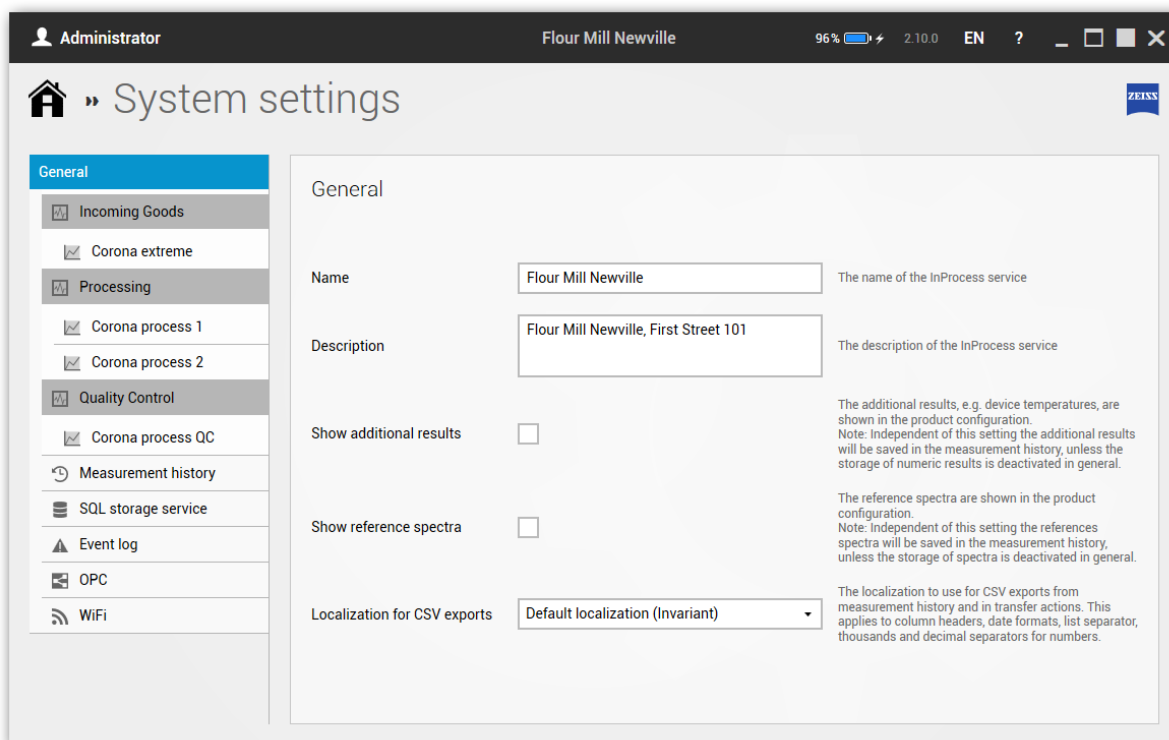 Administrator
Flour Mill Newville
96%
2.10.0
EN
?
» System settings
ZEISS
General
Incoming Goods
Corona extreme
Processing
Corona process 1
Corona process 2
Quality Control
Corona process QC
Measurement history
SQL storage service
Event log
OPC
WiFi
General
Name
Flour Mill Newville
The name of the InProcess service
Description
Flour Mill Newville, First Street 101
The description of the InProcess service
Show additional results
The additional results, e.g. device temperatures, are
shown in the product configuration.
Note: Independent of this setting the additional results
will be saved in the measurement history, unless the
storage of numeric results is deactivated in general.
Show reference spectra
The reference spectra are shown in the product
configuration.
Note: Independent of this setting the references
spectra will be saved in the measurement history,
unless the storage of spectra is deactivated in general.
Localization for CSV exports
Default localization (Invariant)
The localization to use for CSV exports from
measurement history and in transfer actions. This
applies to column headers, date formats, list separator,
thousands and decimal separators for numbers.